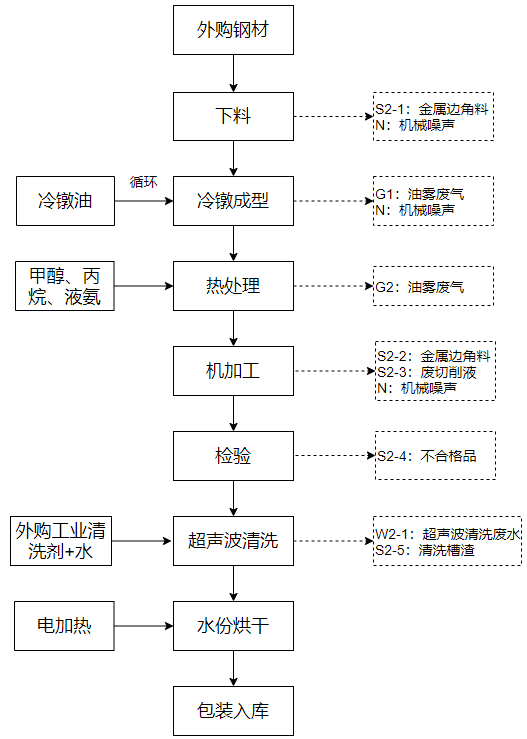 外购钢材
下料
S2-1：金属边角料
N：机械噪声
冷镦油
循环
冷镦成型
G1：油雾废气
N：机械噪声
甲醇、丙
烷、液氨
热处理
G2：油雾废气
机加工
S2-2：金属边角料
S2-3：废切削液
N：机械噪声
检验
S2-4：不合格品
外购工业清
洗剂+水
超声波清洗
W2-1：超声波清洗废水
S2-5：清洗槽渣
电加热
水份烘干
包装入库